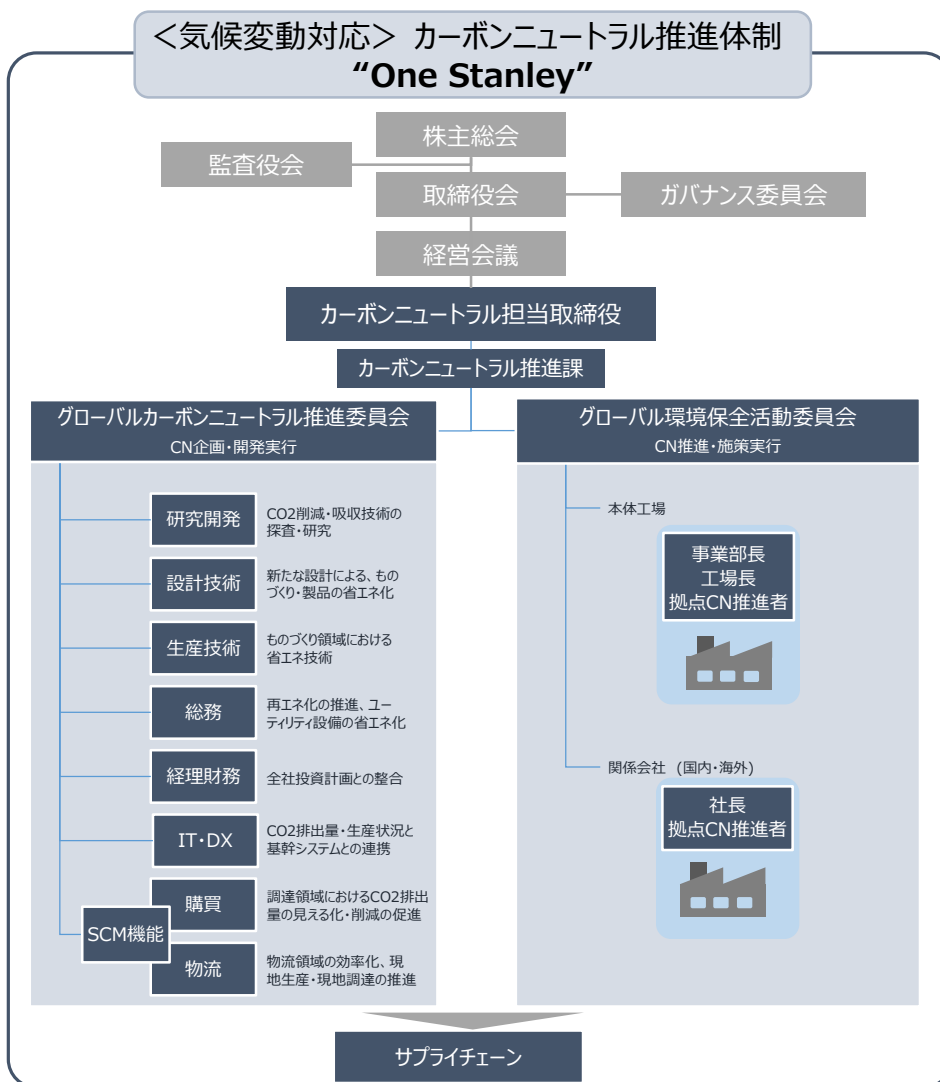 ＜気候変動対応＞ カーボンニュートラル推進体制
“One Stanley”
株主総会
監査役会
取締役会
ガバナンス委員会
経営会議
カーボンニュートラル担当取締役
カーボンニュートラル推進課
グローバルカーボンニュートラル推進委員会
CN企画・開発実行
研究開発
CO2削減・吸収技術の
探査・研究
設計技術
新たな設計による、もの
づくり・製品の省エネ化
生産技術
ものづくり領域における
省エネ技術
総務
再エネ化の推進、ユー
ティリティ設備の省エネ化
経理財務
全社投資計画との整合
IT・DX
CO2排出量・生産状況と
基幹システムとの連携
SCM機能
購買
調達領域におけるCO2排出
量の見える化・削減の促進
物流
物流領域の効率化、現
地生産・現地調達の推進
グローバル環境保全活動委員会
CN推進・施策実行
本体工場
事業部長
工場長
拠点CN推進者
関係会社 (国内・海外)
社長
拠点CN推進者
サプライチェーン